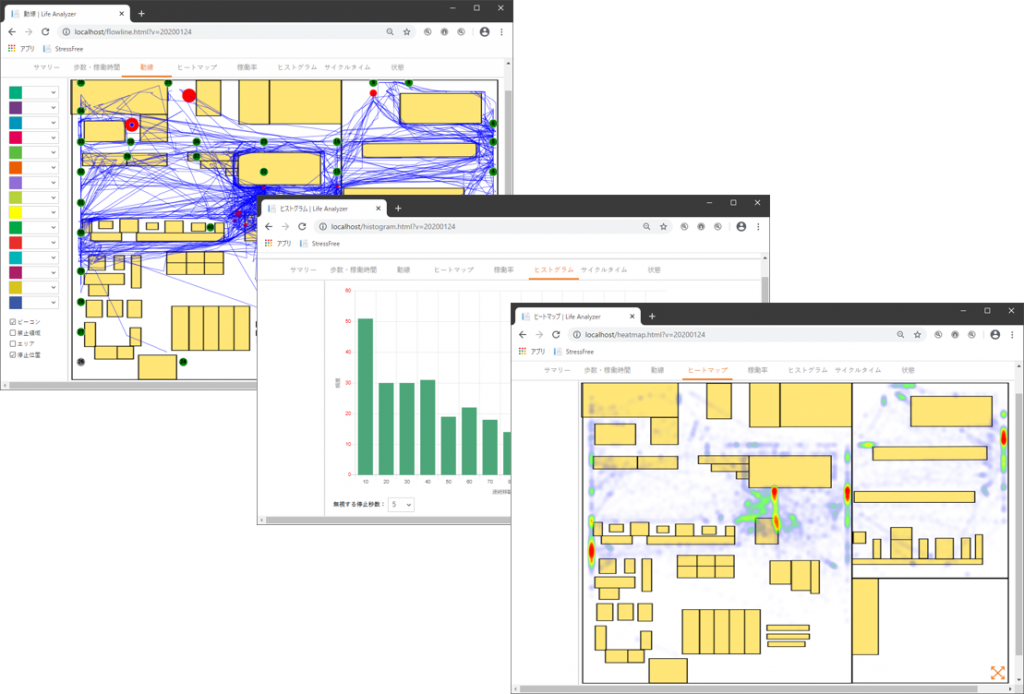 動線 | Life Analyzer
localhost/flowline.html?v=20200124
アプリ StressFree
サマリー 歩数・稼働時間 動線 ヒートマップ 稼働率 ヒストグラム サイクルタイム 状態
ビーコン
禁止領域
エリア
停止位置
ヒストグラム | Life Analyzer
localhost/histogram.html?v=20200124
アプリ StressFree
サマリー 歩数・稼働時間 動線 ヒートマップ 稼働率 ヒストグラム サイクルタイム 状態
60
50
40
30
20
10
0
10 20 30 40 50 60 70 80
無視する停止秒数: 5
ヒートマップ | Life Analyzer
localhost/heatmap.html?v=20200124
アプリ StressFree
サマリー 歩数・稼働時間 動線 ヒートマップ 稼働率 ヒストグラム サイクルタイム 状態